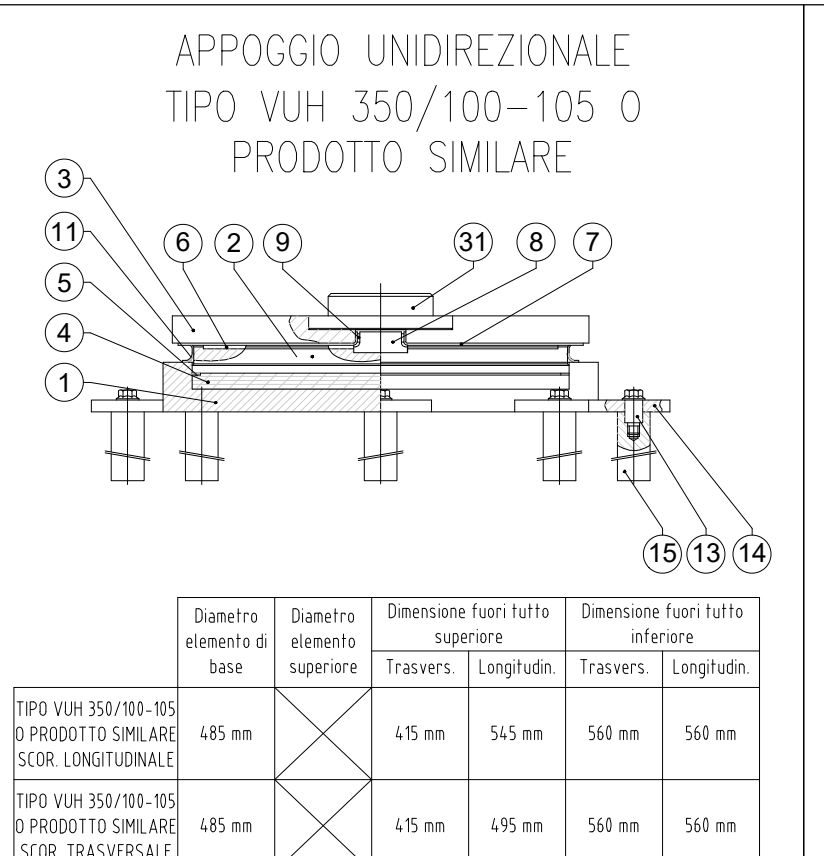 APPOGGIO UNIDIREZIONALE
TIPO VUH 350/100-105 O
PRODOTTO SIMILARE
3
11
6
2
9
31
8
7
5
4
1
15
13
14
Diametro
elemento di
base
Diametro
elemento
superiore
Dimensione fuori tutto
superiore
Dimensione fuori tutto
inferiore
Trasvers.
Longitudin.
Trasvers.
Longitudin.
TIPO VUH 350/100-105
O PRODOTTO SIMILARE
SCOR. LONGITUDINALE
485 mm
415 mm
545 mm
560 mm
560 mm
TIPO VUH 350/100-105
O PRODOTTO SIMILARE
SCOR. TRASVERSALE
485 mm
415 mm
495 mm
560 mm
560 mm